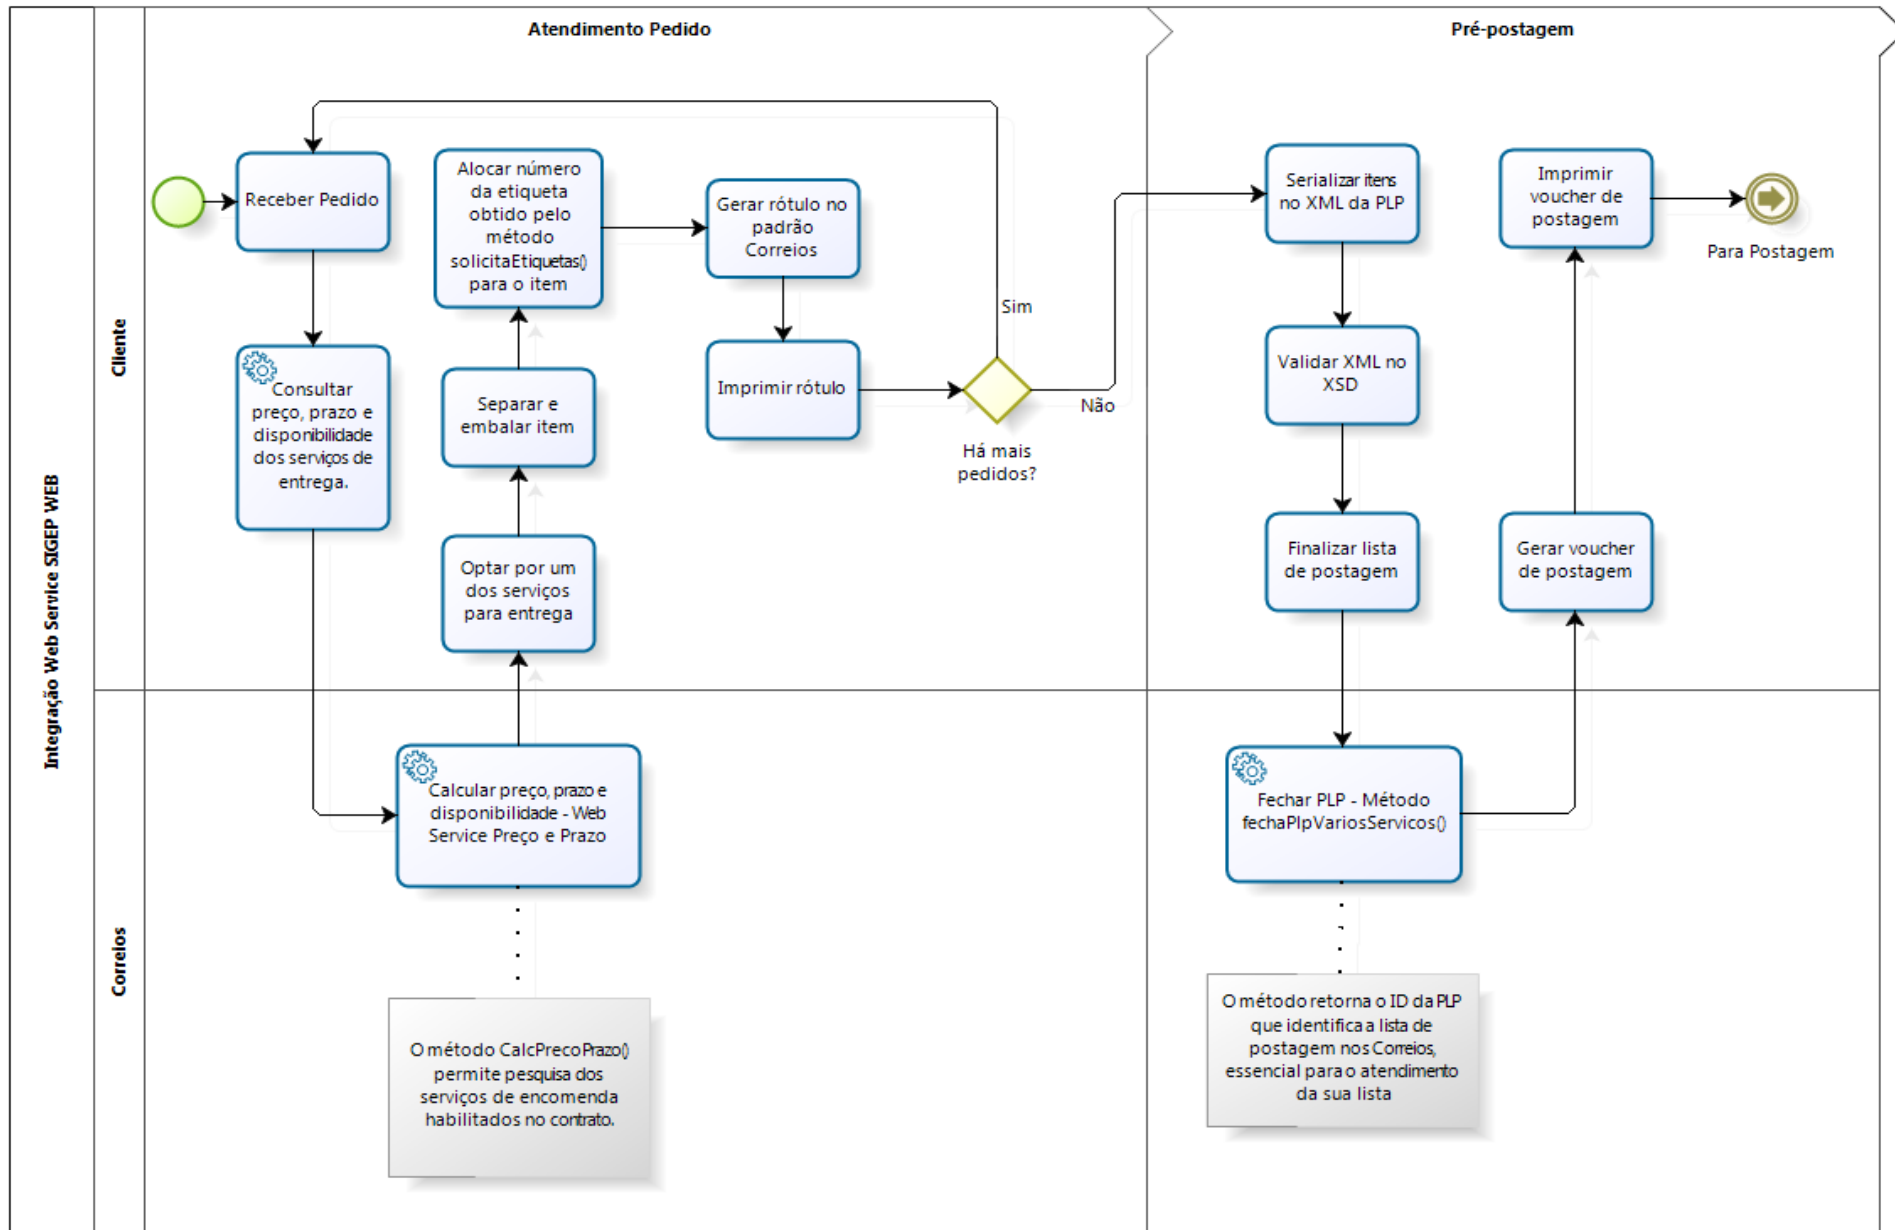 Atendimento Pedido
Pré-postagem
Integração Web Service SIGEP WEB
Cliente
Correios
Receber Pedido
Consultar
preço, prazo e
disponibilidade
dos serviços de
entrega.
Calcular preço, prazo e
disponibilidade - Web
Service Preço e Prazo
O método CalcPrecoPrazo()
permite pesquisa dos
serviços de encomenda
habilitados no contrato.
Optar por um
dos serviços
para entrega
Separar e
embalar item
Alocar número
da etiqueta
obtido pelo
método
solicitaEtiquetas()
para o item
Gerar rótulo no
padrão
Correios
Imprimir rótulo
Há mais
pedidos?
Sim
Não
Serializar itens
no XML da PLP
Validar XML no
XSD
Finalizar lista
de postagem
Fechar PLP - Método
fechaPlpVariosServicos()
O método retorna o ID da PLP
que identifica a lista de
postagem nos Correios,
essencial para o atendimento
da sua lista
Gerar voucher
de postagem
Imprimir
voucher de
postagem
Para Postagem